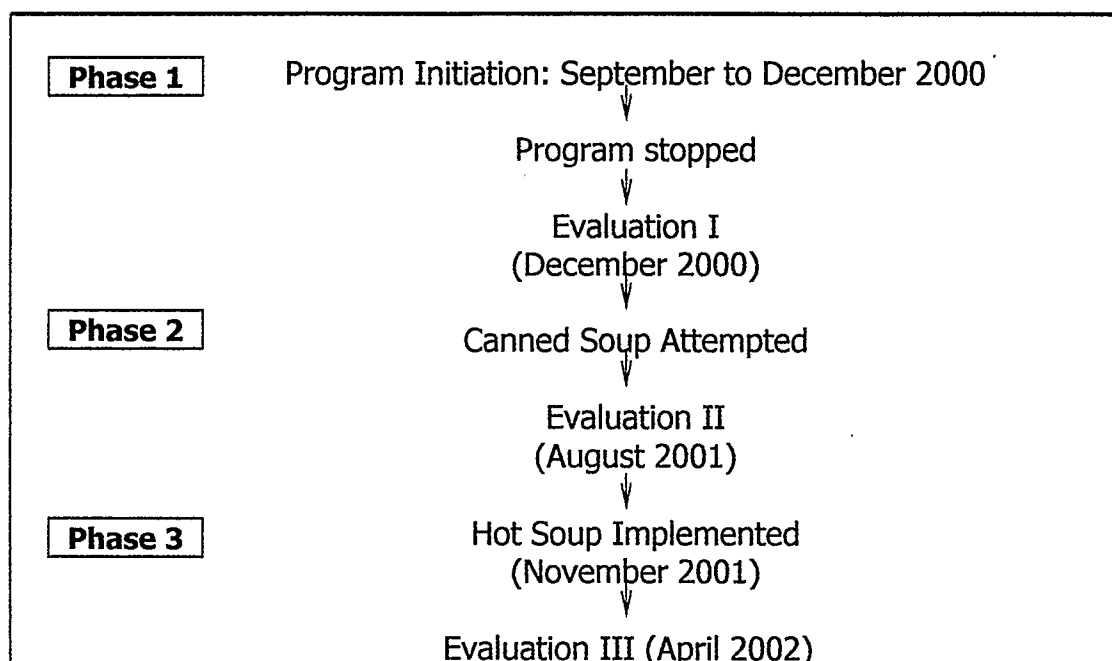 Phase 1 Program Initiation: September to December 2000
Program stopped
Evaluation I
(December 2000)
Phase 2 Canned Soup Attempted
Evaluation II
(August 2001)
Phase 3 Hot Soup Implemented
(November 2001)
Evaluation III (April 2002)